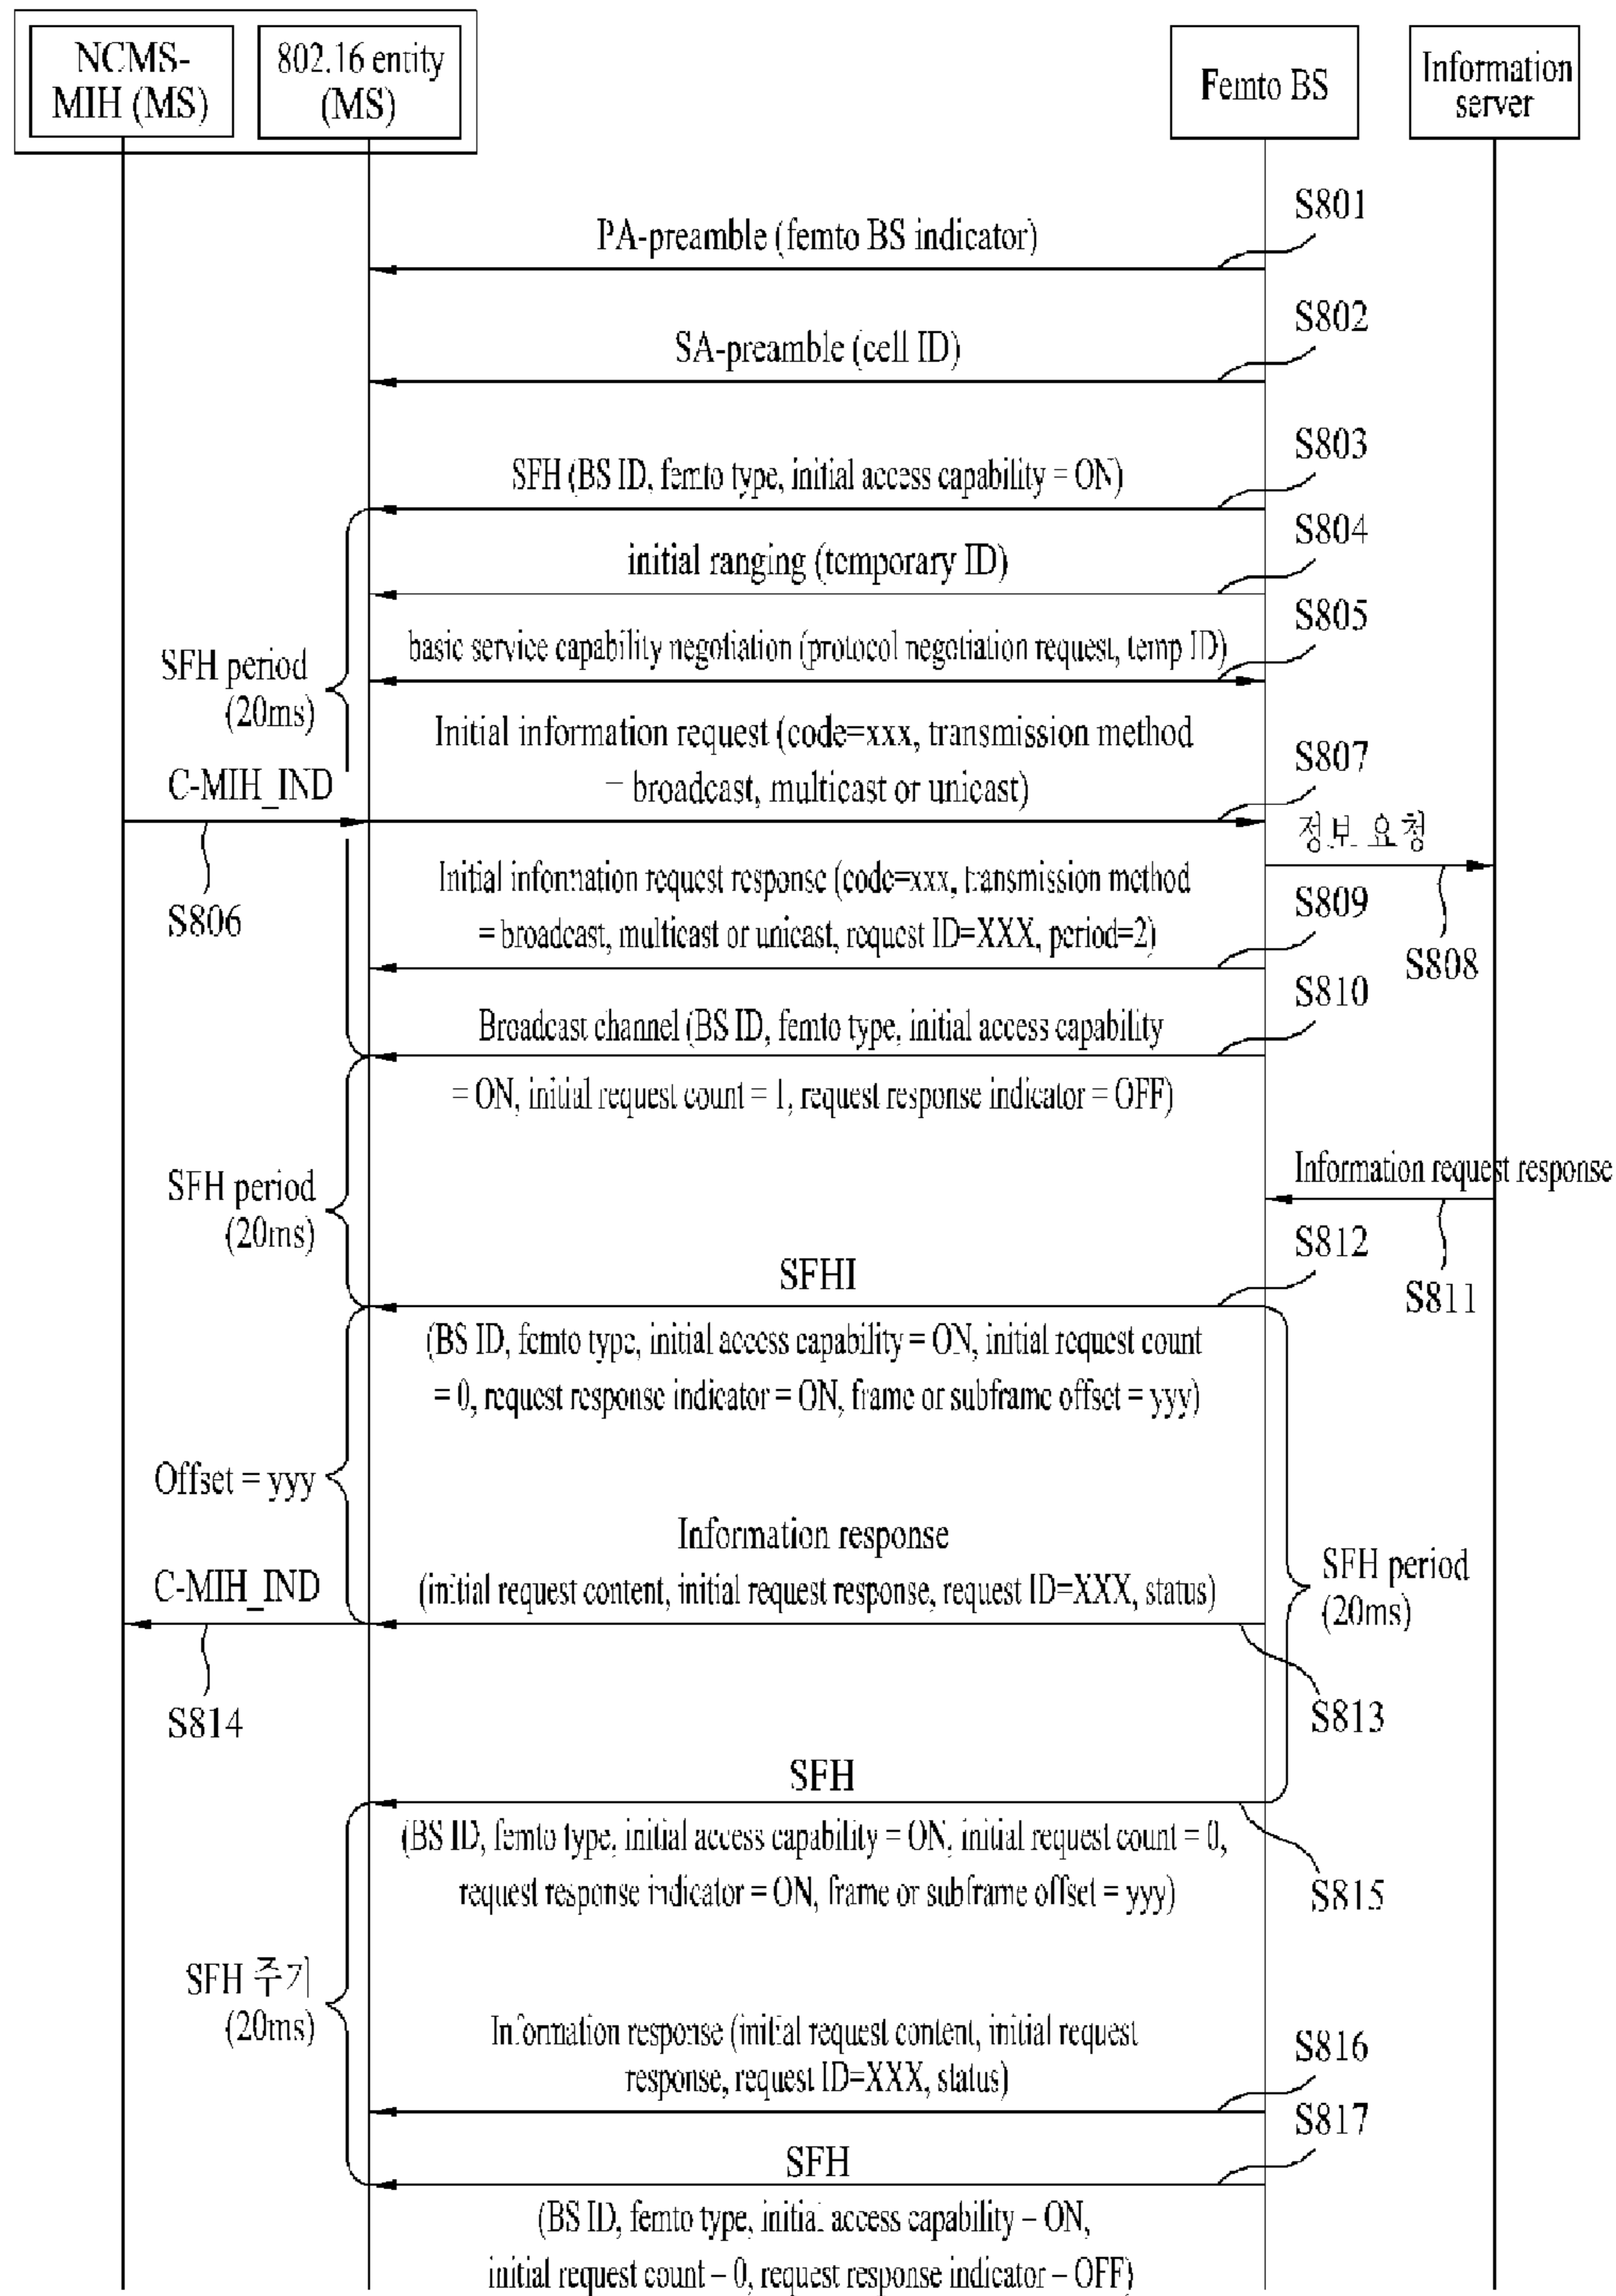 NCMS-
MIH (MS)
802.16 entity
(MS)
Femto BS
Information
server
S801
PA-preamble (femto BS indicator)
S802
SA-preamble (cell ID)
S803
SFH (BS ID, femto type, initial access capability = ON)
S804
initial ranging (temporary ID)
S805
basic service capability negotiation (protocol negotiation request, temp ID)
SFH period
(20ms)
Initial information request (code=xxx, transmission method
= broadcast, multicast or unicast)
S807
C-MIH_IND
정보 요청
S806
Initial information request response (code=xxx, transmission method
= broadcast, multicast or unicast, request ID=XXX, period=2)
S809
S808
S810
Broadcast channel (BS ID, femto type, initial access capability
= ON, initial request count = 1, request response indicator = OFF)
Information request response
SFH period
(20ms)
S812
SFHI
S811
(BS ID, femto type, initial access capability = ON, initial request count
= 0, request response indicator = ON, frame or subframe offset = yyy)
Offset = yyy
Information response
(initial request content, initial request response, request ID=XXX, status)
C-MIH_IND
SFH period
(20ms)
S814
S813
SFH
(BS ID, femto type, initial access capability = ON, initial request count = 0,
request response indicator = ON, frame or subframe offset = yyy)
S815
SFH 주기
(20ms)
Information response (initial request content, initial request
response, request ID=XXX, status)
S816
S817
SFH
(BS ID, femto type, initial access capability – ON,
initial request count – 0, request response indicator – OFF)